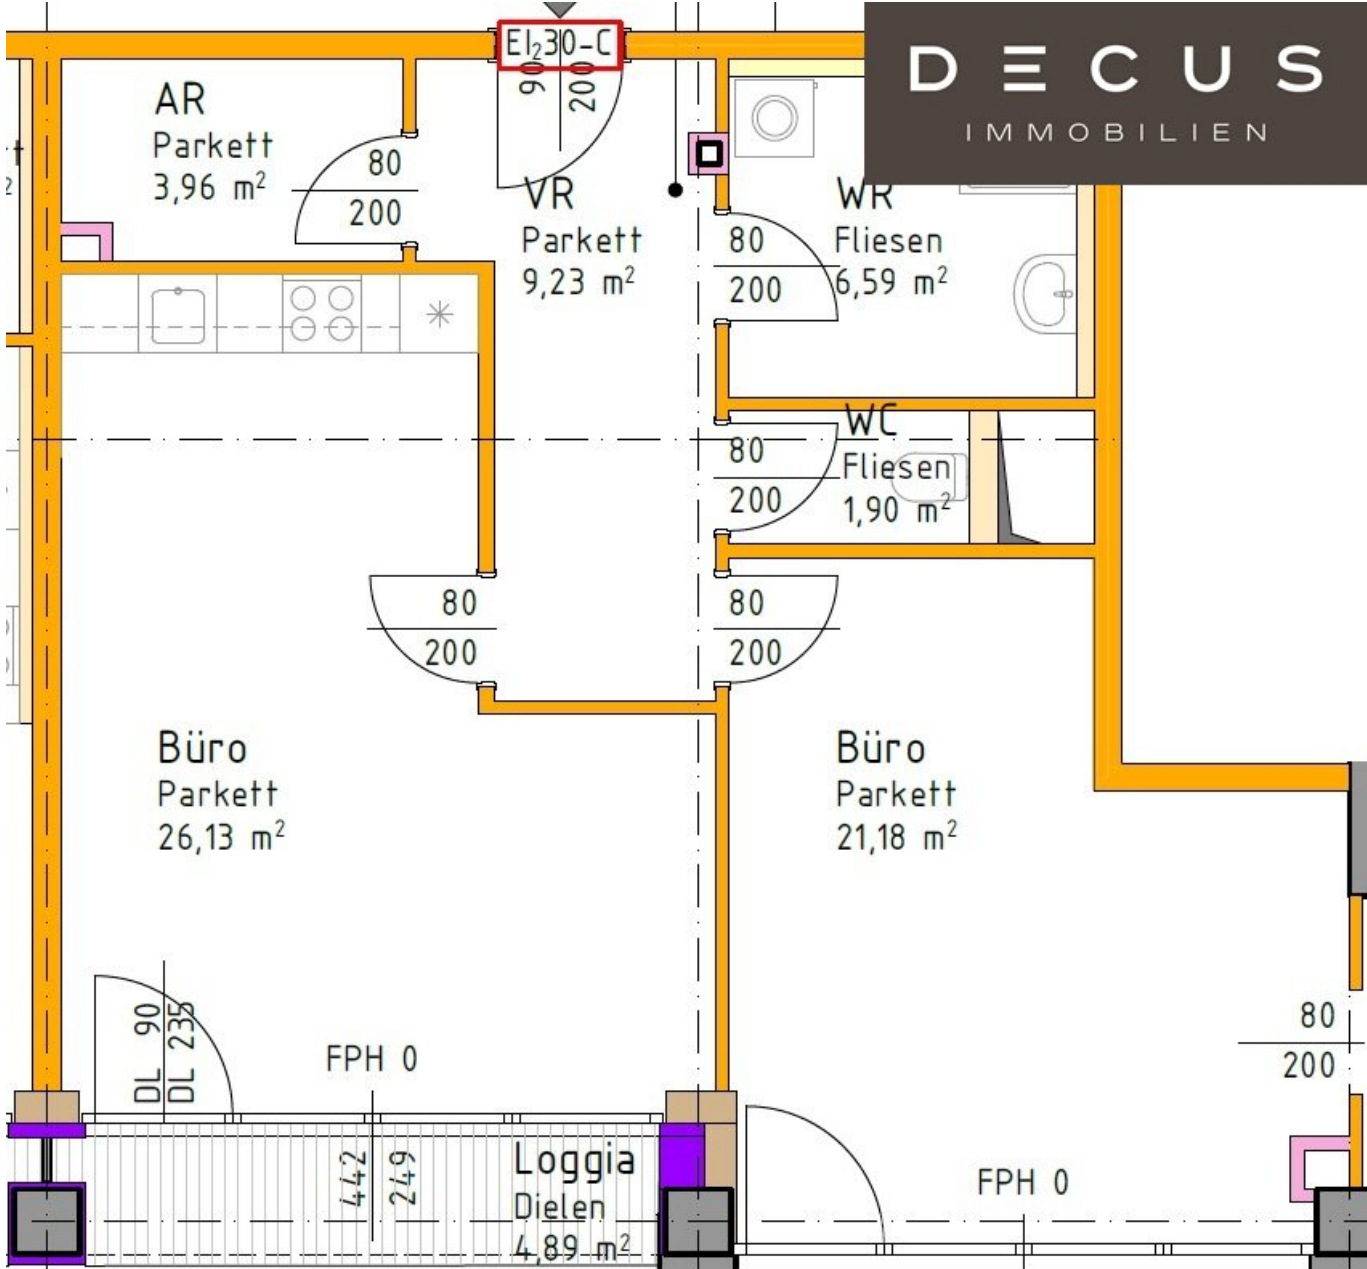 DECUS
IMMOBILIEN
EI₂30-C
90
200
AR
Parkett
3,96 m²
80
200
VR
Parkett
9,23 m²
WR
Fliesen
6,59 m²
80
200
WC
Fliesen
1,90 m²
80
200
80
200
80
200
Büro
Parkett
26,13 m²
Büro
Parkett
21,18 m²
DL 90
DL 235
FPH 0
80
200
442
249
Loggia
Dielen
4,89 m²
FPH 0